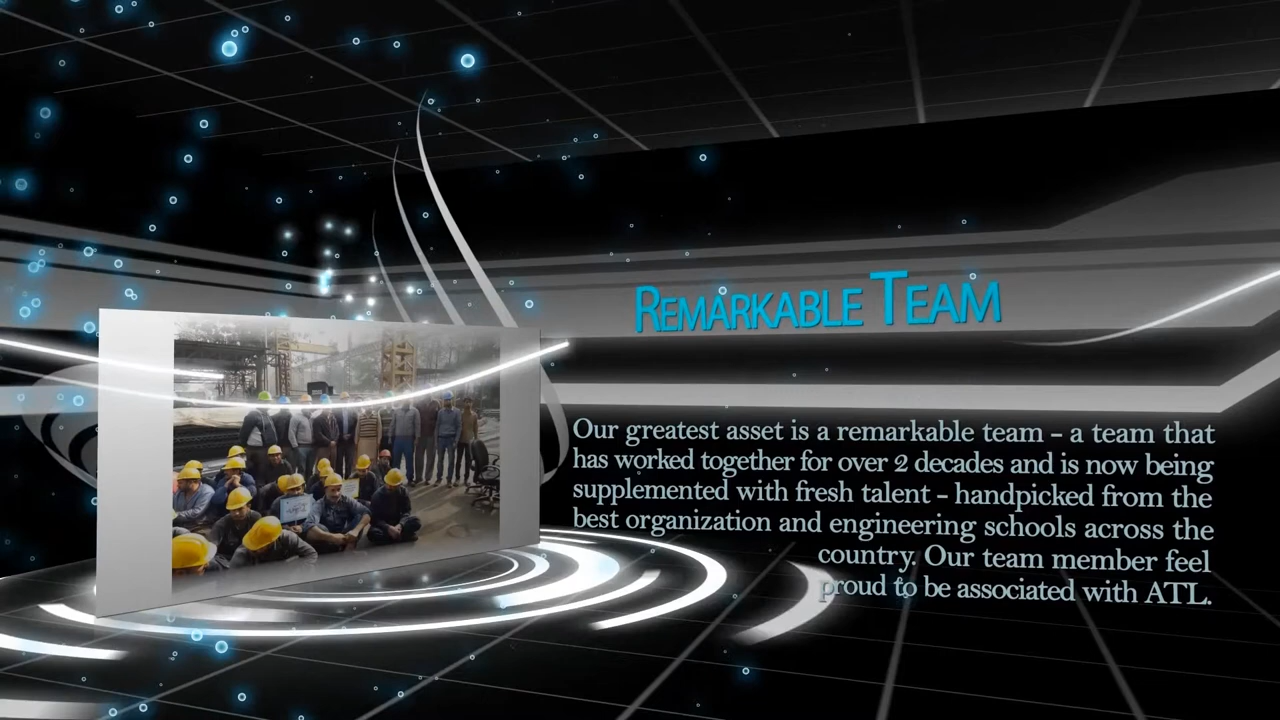 Remarkable Team
Our greatest asset is a remarkable team – a team that
has worked together for over 2 decades and is now being
supplemented with fresh talent – handpicked from the
best organization and engineering schools across the
country. Our team member feel
proud to be associated with ATL.